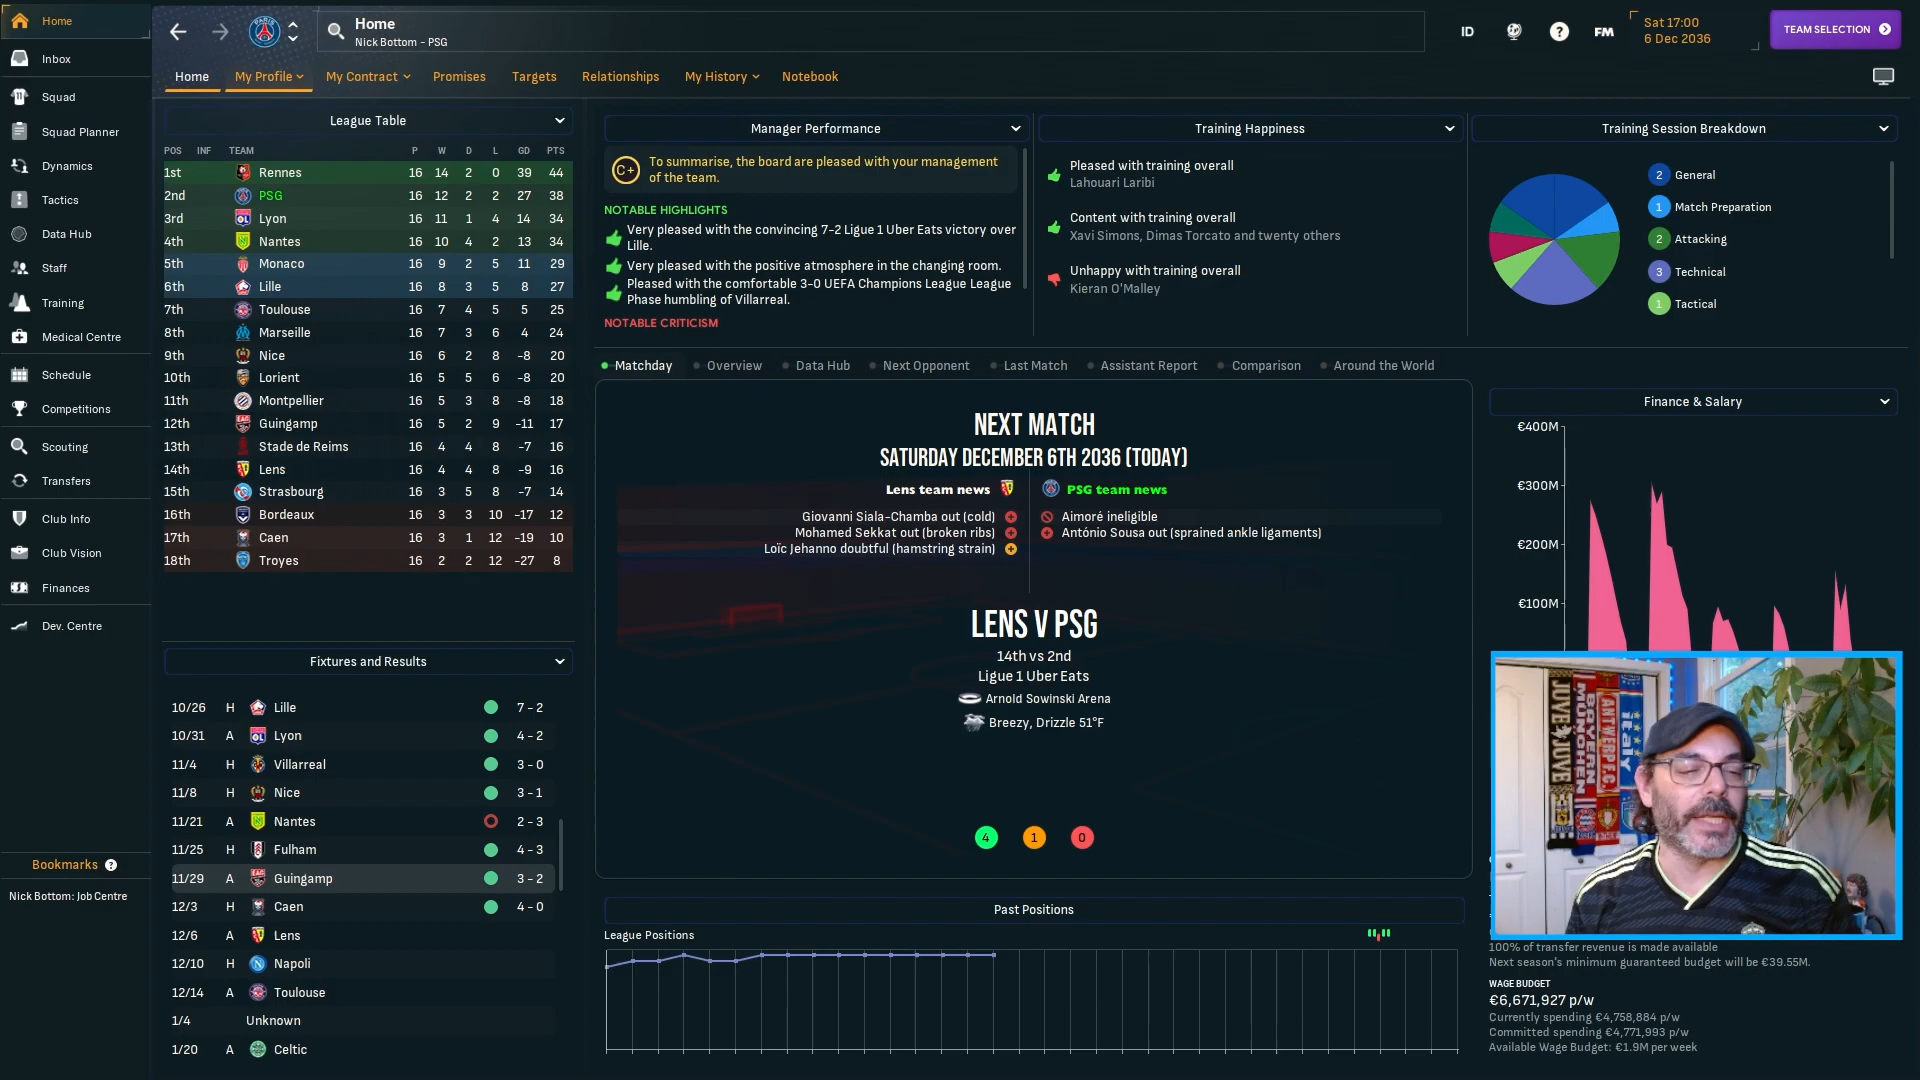 Home
Inbox
Squad
Squad Planner
Dynamics
Tactics
Data Hub
Staff
Training
Medical Centre
Schedule
Competitions
Scouting
Transfers
Club Info
Club Vision
Finances
Dev. Centre
Bookmarks ?
Nick Bottom: Job Centre
Home
Nick Bottom - PSG
ID
?
FM
Sat 17:00
6 Dec 2036
TEAM SELECTION
Home My Profile My Contract Promises Targets Relationships My History Notebook
League Table
POS INF TEAM P W D L GD PTS
1st Rennes 16 14 2 0 39 44
2nd PSG 16 12 2 2 27 38
3rd Lyon 16 11 1 4 14 34
4th Nantes 16 10 4 2 13 34
5th Monaco 16 9 2 5 11 29
6th Lille 16 8 3 5 8 27
7th Toulouse 16 7 4 5 5 25
8th Marseille 16 7 3 6 4 24
9th Nice 16 6 2 8 -8 20
10th Lorient 16 5 5 6 -8 20
11th Montpellier 16 5 3 8 -8 18
12th Guingamp 16 5 2 9 -11 17
13th Stade de Reims 16 4 4 8 -7 16
14th Lens 16 4 4 8 -9 16
15th Strasbourg 16 3 5 8 -7 14
16th Bordeaux 16 3 3 10 -17 12
17th Caen 16 3 1 12 -19 10
18th Troyes 16 2 2 12 -27 8
Fixtures and Results
10/26 H Lille 7 - 2
10/31 A Lyon 4 - 2
11/4 H Villarreal 3 - 0
11/8 H Nice 3 - 1
11/21 A Nantes 2 - 3
11/25 H Fulham 4 - 3
11/29 A Guingamp 3 - 2
12/3 H Caen 4 - 0
12/6 A Lens
12/10 H Napoli
12/14 A Toulouse
1/4 Unknown
1/20 A Celtic
Manager Performance
C+
To summarise, the board are pleased with your management
of the team.
NOTABLE HIGHLIGHTS
Very pleased with the convincing 7-2 Ligue 1 Uber Eats victory over
Lille.
Very pleased with the positive atmosphere in the changing room.
Pleased with the comfortable 3-0 UEFA Champions League League
Phase humbling of Villarreal.
NOTABLE CRITICISM
Training Happiness
Pleased with training overall
Lahouari Laribi
Content with training overall
Xavi Simons, Dimas Torcato and twenty others
Unhappy with training overall
Kieran O'Malley
Training Session Breakdown
2 General
1 Match Preparation
2 Attacking
3 Technical
1 Tactical
Matchday Overview Data Hub Next Opponent Last Match Assistant Report Comparison Around the World
NEXT MATCH
SATURDAY DECEMBER 6TH 2036 (TODAY)
Lens team news
Giovanni Siala-Chamba out (cold)
Mohamed Sekkat out (broken ribs)
Loïc Jehanno doubtful (hamstring strain)
PSG team news
Aimoré ineligible
António Sousa out (sprained ankle ligaments)
LENS V PSG
14th vs 2nd
Ligue 1 Uber Eats
Arnold Sowinski Arena
Breezy, Drizzle 51°F
4 1 0
Past Positions
League Positions
Finance & Salary
€400M
€300M
€200M
€100M
JUVE
JUVE
BAYERN
MÜNCHEN
ANTWERP F.C.
italy
100% of transfer revenue is made available
Next season's minimum guaranteed budget will be €39.55M.
WAGE BUDGET
€6,671,927 p/w
Currently spending €4,758,884 p/w
Committed spending €4,771,993 p/w
Available Wage Budget: €1.9M per week